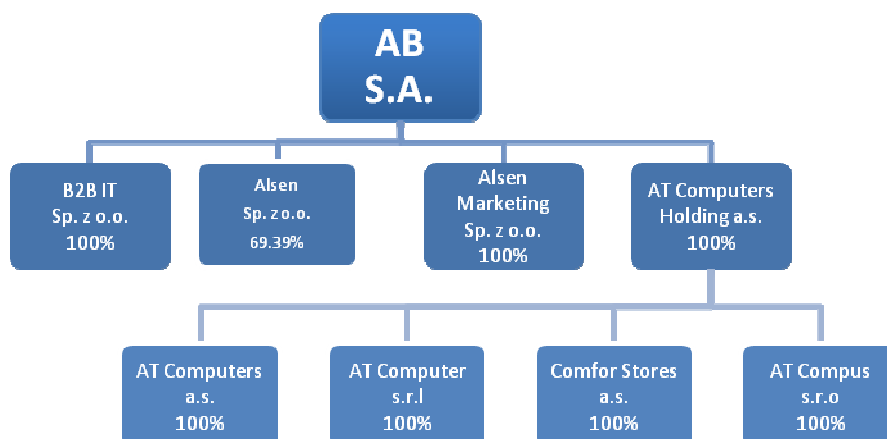 AB
S.A.
B2B IT
Sp. z o.o.
100%
Alsen
Sp. z o.o.
69.39%
Alsen
Marketing
Sp. z o.o.
100%
AT Computers
Holding a.s.
100%
AT Computers
a.s.
100%
AT Computer
s.r.l
100%
Comfor Stores
a.s.
100%
AT Compus
s.r.o
100%